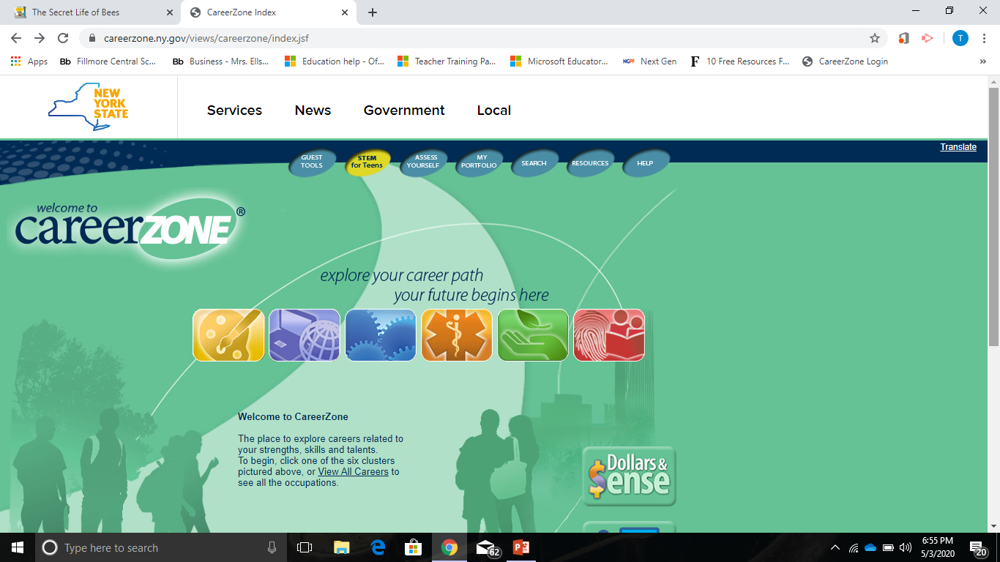 The Secret Life of Bees
CareerZone Index
careerzone.ny.gov/views/careerzone/index.jsf
T
Apps
Bb Fillmore Central Sc...
Bb Business - Mrs. Ells...
Education help - Of...
Teacher Training Pa...
Microsoft Educator...
NGPF Next Gen
F 10 Free Resources F...
CareerZone Login
»
NEW
YORK
STATE
Services
News
Government
Local
Translate
GUEST
TOOLS
STEM
for Teens
ASSESS
YOURSELF
MY
PORTFOLIO
SEARCH
RESOURCES
HELP
welcome to
careerZONE®
explore your career path
your future begins here
Welcome to CareerZone
The place to explore careers related to
your strengths, skills and talents.
To begin, click one of the six clusters
pictured above, or View All Careers to
see all the occupations.
Dollars &
$ense
Type here to search
62
6:55 PM
5/3/2020
20